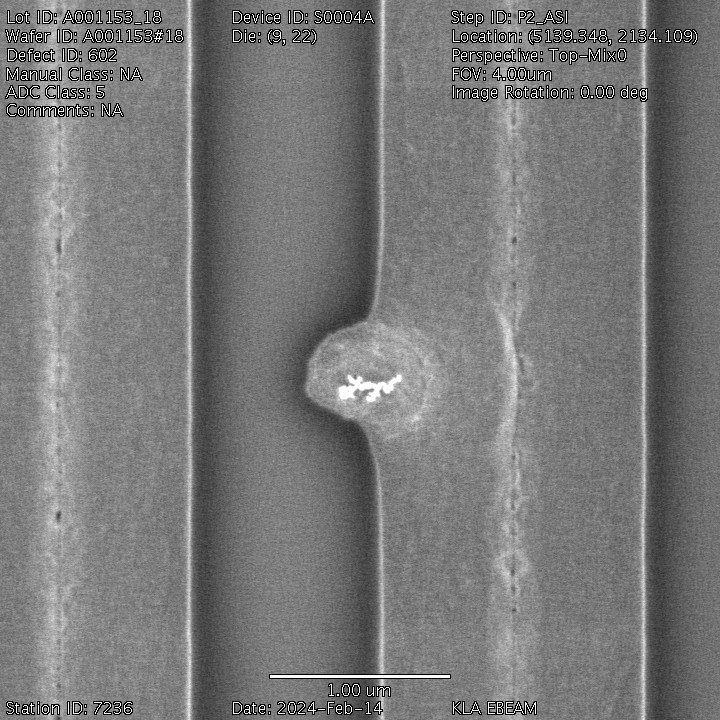 Lot ID: A001153_18
Device ID: S0004A
Step ID: P2_ASI
Wafer ID: A001153#18
Die: (9, 22)
Location: (5139.348, 2134.109)
Defect ID: 602
Perspective: Top-Mix0
Manual Class: NA
FOV: 4.00um
ADC Class: 5
Image Rotation: 0.00 deg
Comments: NA
1.00 um
Station ID: 7236
Date: 2024-Feb-14
KLA EBEAM